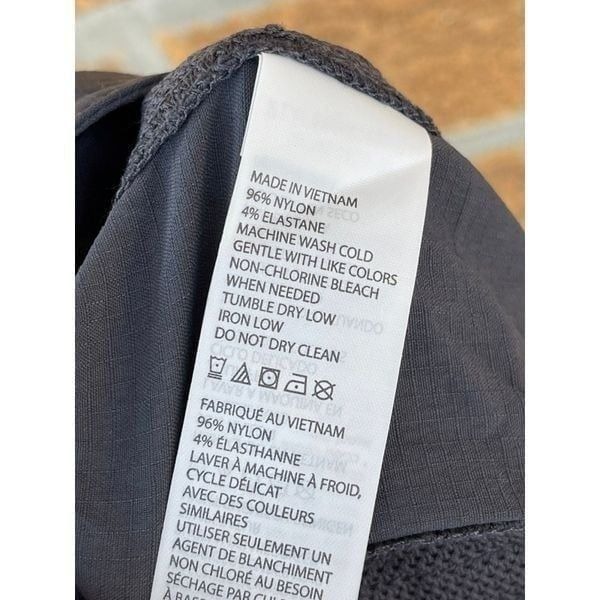 MADE IN VIETNAM
96% NYLON
4% ELASTANE
MACHINE WASH COLD
GENTLE WITH LIKE COLORS
NON-CHLORINE BLEACH
WHEN NEEDED
TUMBLE DRY LOW
IRON LOW
DO NOT DRY CLEAN
FABRIQUÉ AU VIETNAM
96% NYLON
4% ÉLASTHANNE
LAVER À MACHINE À FROID,
CYCLE DÉLICAT
AVEC DES COULEURS
SIMILAIRES
UTILISER SEULEMENT UN
AGENT DE BLANCHIMENT
NON CHLORÉ AU BESOIN
SÉCHAGE PAR